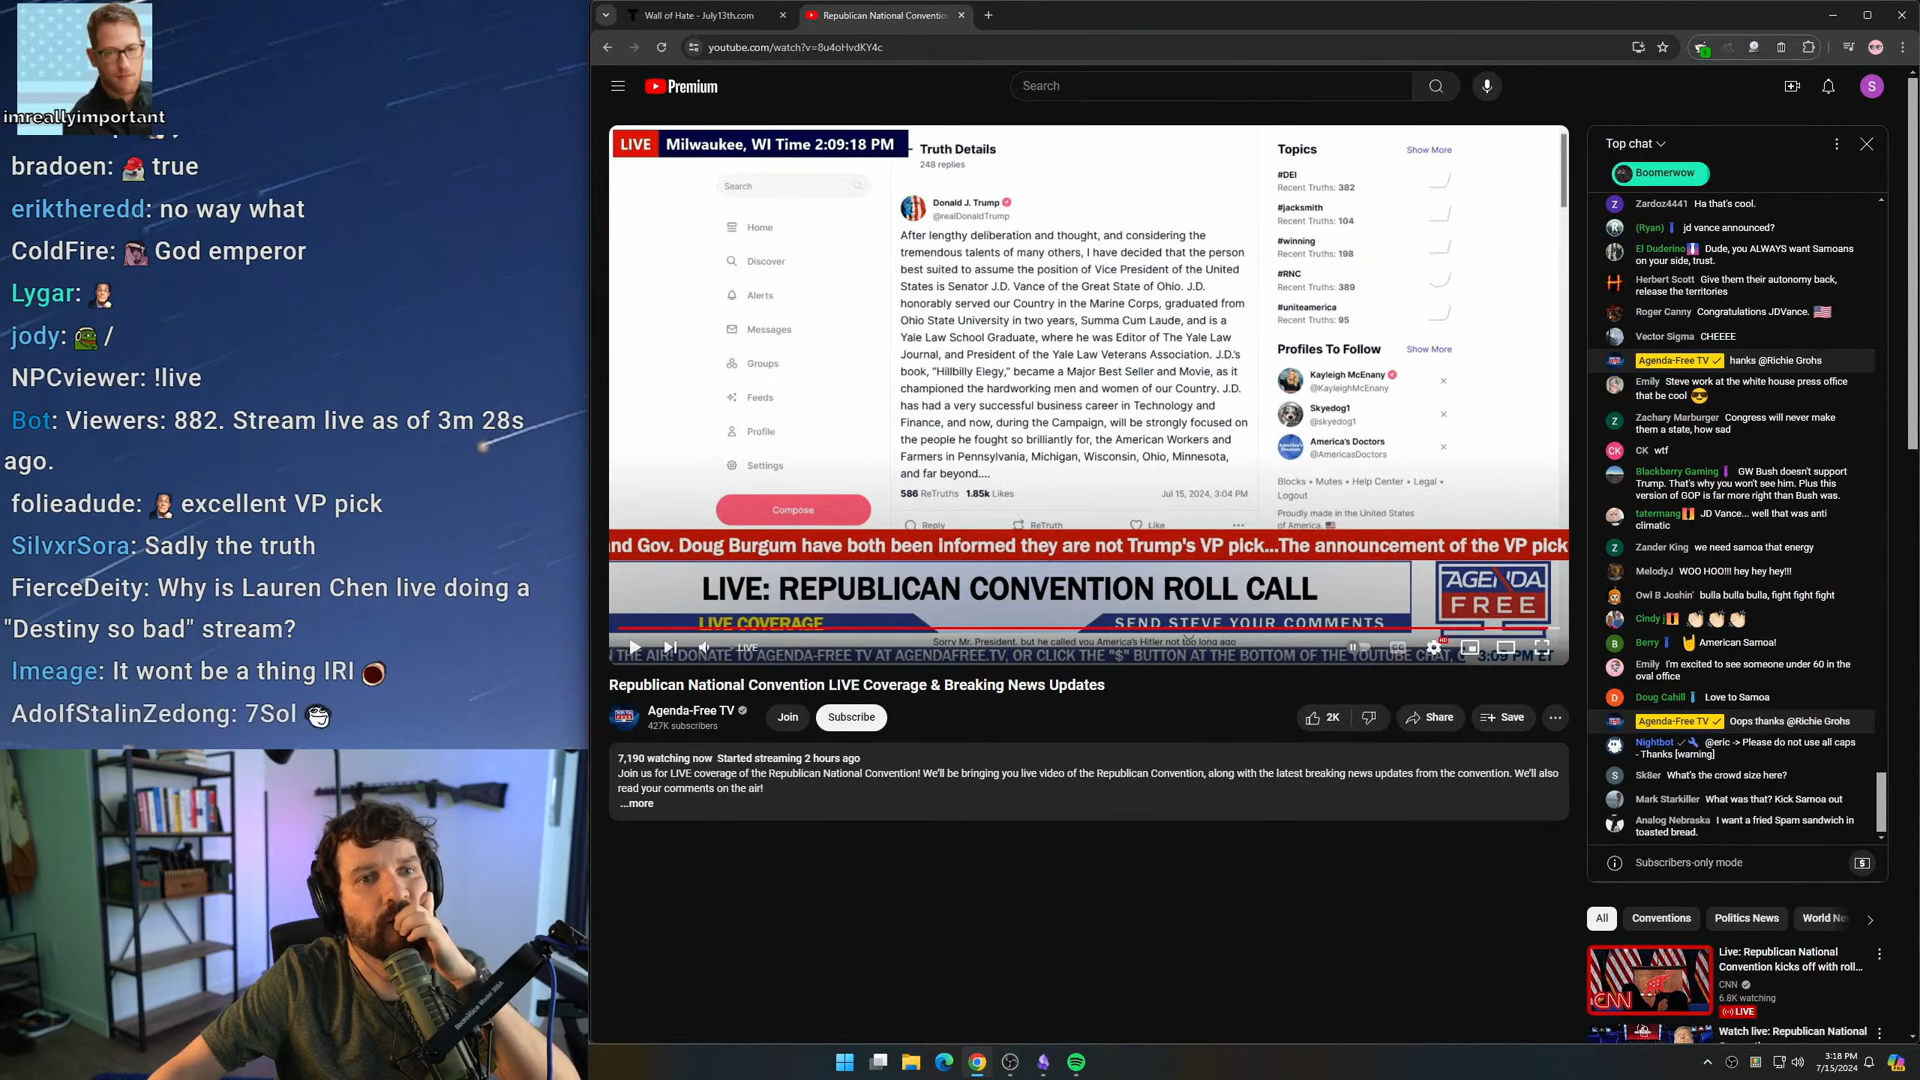 imreallyimportant
bradoen: true
eriktheredd: no way what
ColdFire: God emperor
Lygar:
jody: /
NPCviewer: !live
Bot: Viewers: 882. Stream live as of 3m 28s
ago.
folieadude: excellent VP pick
SilvxrSora: Sadly the truth
FierceDeity: Why is Lauren Chen live doing a
"Destiny so bad" stream?
Imeage: It wont be a thing IRI
AdolfStalinZedong: 7Sol
Wall of Hate - July13th.com
Republican National Conventio
youtube.com/watch?v=8u4oHvdKY4c
Premium
Search
S
LIVE Milwaukee, WI Time 2:09:18 PM
Truth Details
248 replies
Search
Home
Discover
Alerts
Messages
Groups
Feeds
Profile
Settings
Compose
Donald J. Trump
@realDonaldTrump
After lengthy deliberation and thought, and considering the
tremendous talents of many others, I have decided that the person
best suited to assume the position of Vice President of the United
States is Senator J.D. Vance of the Great State of Ohio. J.D.
honorably served our Country in the Marine Corps, graduated from
Ohio State University in two years, Summa Cum Laude, and is a
Yale Law School Graduate, where he was Editor of The Yale Law
Journal, and President of the Yale Law Veterans Association. J.D.'s
book, "Hillbilly Elegy," became a Major Best Seller and Movie, as it
championed the hardworking men and women of our Country. J.D.
has had a very successful business career in Technology and
Finance, and now, during the Campaign, will be strongly focused on
the people he fought so brilliantly for, the American Workers and
Farmers in Pennsylvania, Michigan, Wisconsin, Ohio, Minnesota,
and far beyond....
586 ReTruths 1.85k Likes
Jul 15, 2024, 3:04 PM
Reply
ReTruth
Like
Topics
Show More
#DEI
Recent Truths: 382
#jacksmith
Recent Truths: 104
#winning
Recent Truths: 198
#RNC
Recent Truths: 389
#uniteamerica
Recent Truths: 95
Profiles To Follow
Show More
Kayleigh McEnany
@KayleighMcEnany
Skyedog1
@skyedog1
America's Doctors
@AmericasDoctors
Blocks • Mutes • Help Center • Legal •
Logout
Proudly made in the United States
of America.
nd Gov. Doug Burgum have both been informed they are not Trump's VP pick...The announcement of the VP pick
LIVE: REPUBLICAN CONVENTION ROLL CALL
AGENDA
FREE
LIVE COVERAGE
SEND STEVE YOUR COMMENTS
Sorry Mr. President, but he called you America's Hitler not too long ago
LIVE
THE AIR! DONATE TO AGENDA-FREE TV AT AGENDAFREE.TV, OR CLICK THE "$" BUTTON AT THE BOTTOM OF THE YOUTUBE CHAT,
3:09 PM ET
Republican National Convention LIVE Coverage & Breaking News Updates
Agenda-Free TV
427K subscribers
Join
Subscribe
2K
Share
Save
7,190 watching now Started streaming 2 hours ago
Join us for LIVE coverage of the Republican National Convention! We'll be bringing you live video of the Republican Convention, along with the latest breaking news updates from the convention. We'll also
read your comments on the air!
...more
Top chat
Boomerwow
Zardoz4441 Ha that's cool.
(Ryan) jd vance announced?
El Duderino Dude, you ALWAYS want Samoans
on your side, trust.
Herbert Scott Give them their autonomy back,
release the territories
Roger Canny Congratulations JDVance.
Vector Sigma CHEEEE
Agenda-Free TV hanks @Richie Grohs
Emily Steve work at the white house press office
that be cool
Zachary Marburger Congress will never make
them a state, how sad
CK wtf
Blackberry Gaming GW Bush doesn't support
Trump. That's why you won't see him. Plus this
version of GOP is far more right than Bush was.
tatermang JD Vance... well that was anti
climatic
Zander King we need samoa that energy
MelodyJ WOO HOO!!! hey hey hey!!!
Owl B Joshin' bulla bulla bulla, fight fight fight
Cindy j
Berry American Samoa!
Emily I'm excited to see someone under 60 in the
oval office
Doug Cahill Love to Samoa
Agenda-Free TV Oops thanks @Richie Grohs
Nightbot @eric -> Please do not use all caps
- Thanks [warning]
Sk8er What's the crowd size here?
Mark Starkiller What was that? Kick Samoa out
Analog Nebraska I want a fried Spam sandwich in
toasted bread.
Subscribers-only mode
All
Conventions
Politics News
World Ne
Live: Republican National
Convention kicks off with roll...
CNN
CNN
6.8K watching
LIVE
Watch live: Republican National
3:18 PM
7/15/2024